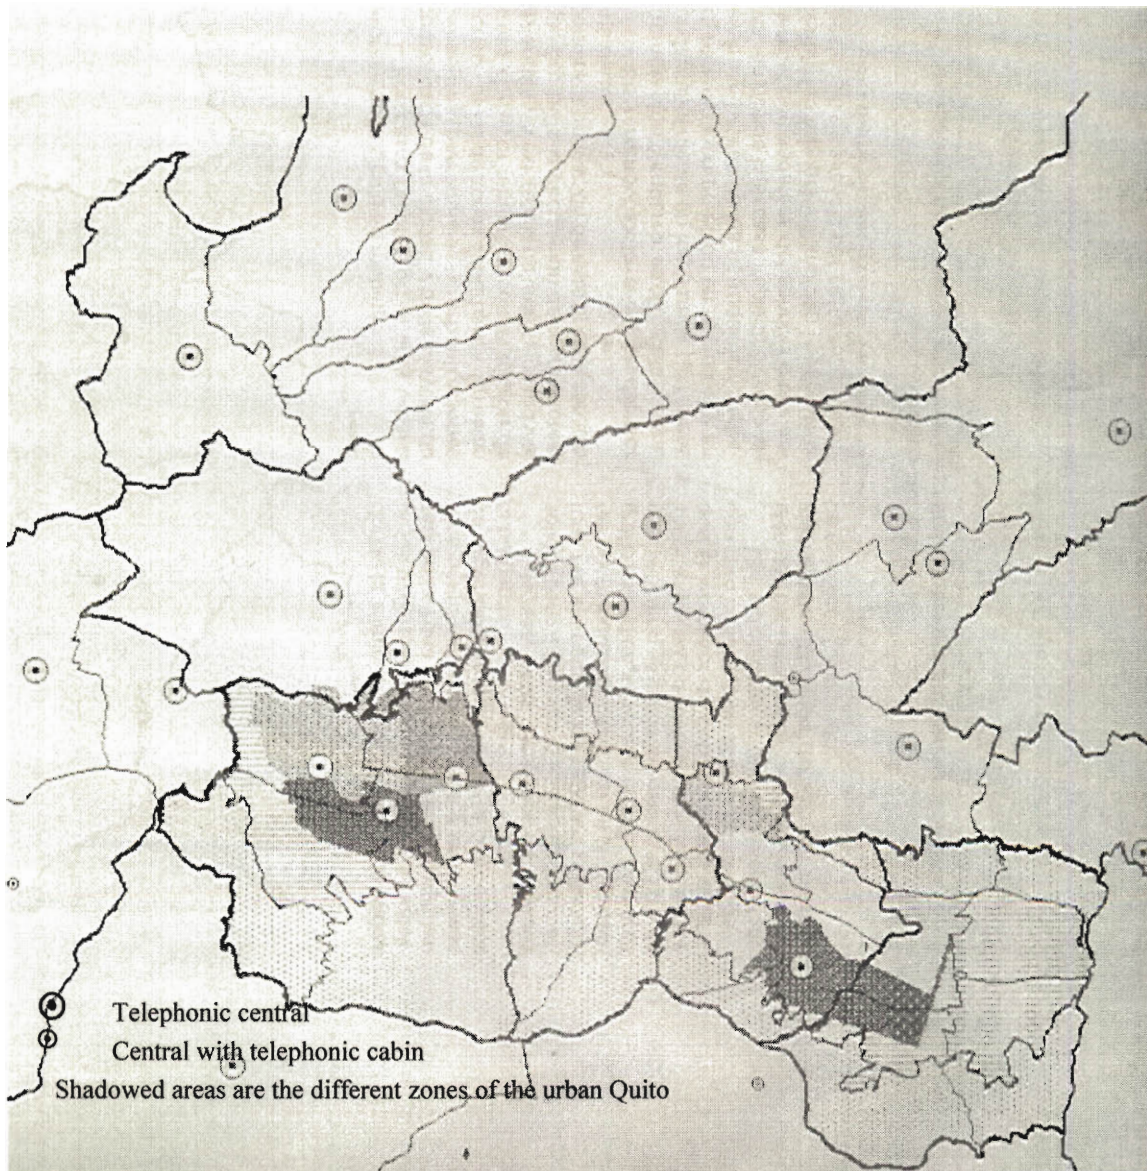 Telephonic central
Central with telephonic cabin
Shadowed areas are the different zones of the urban Quito